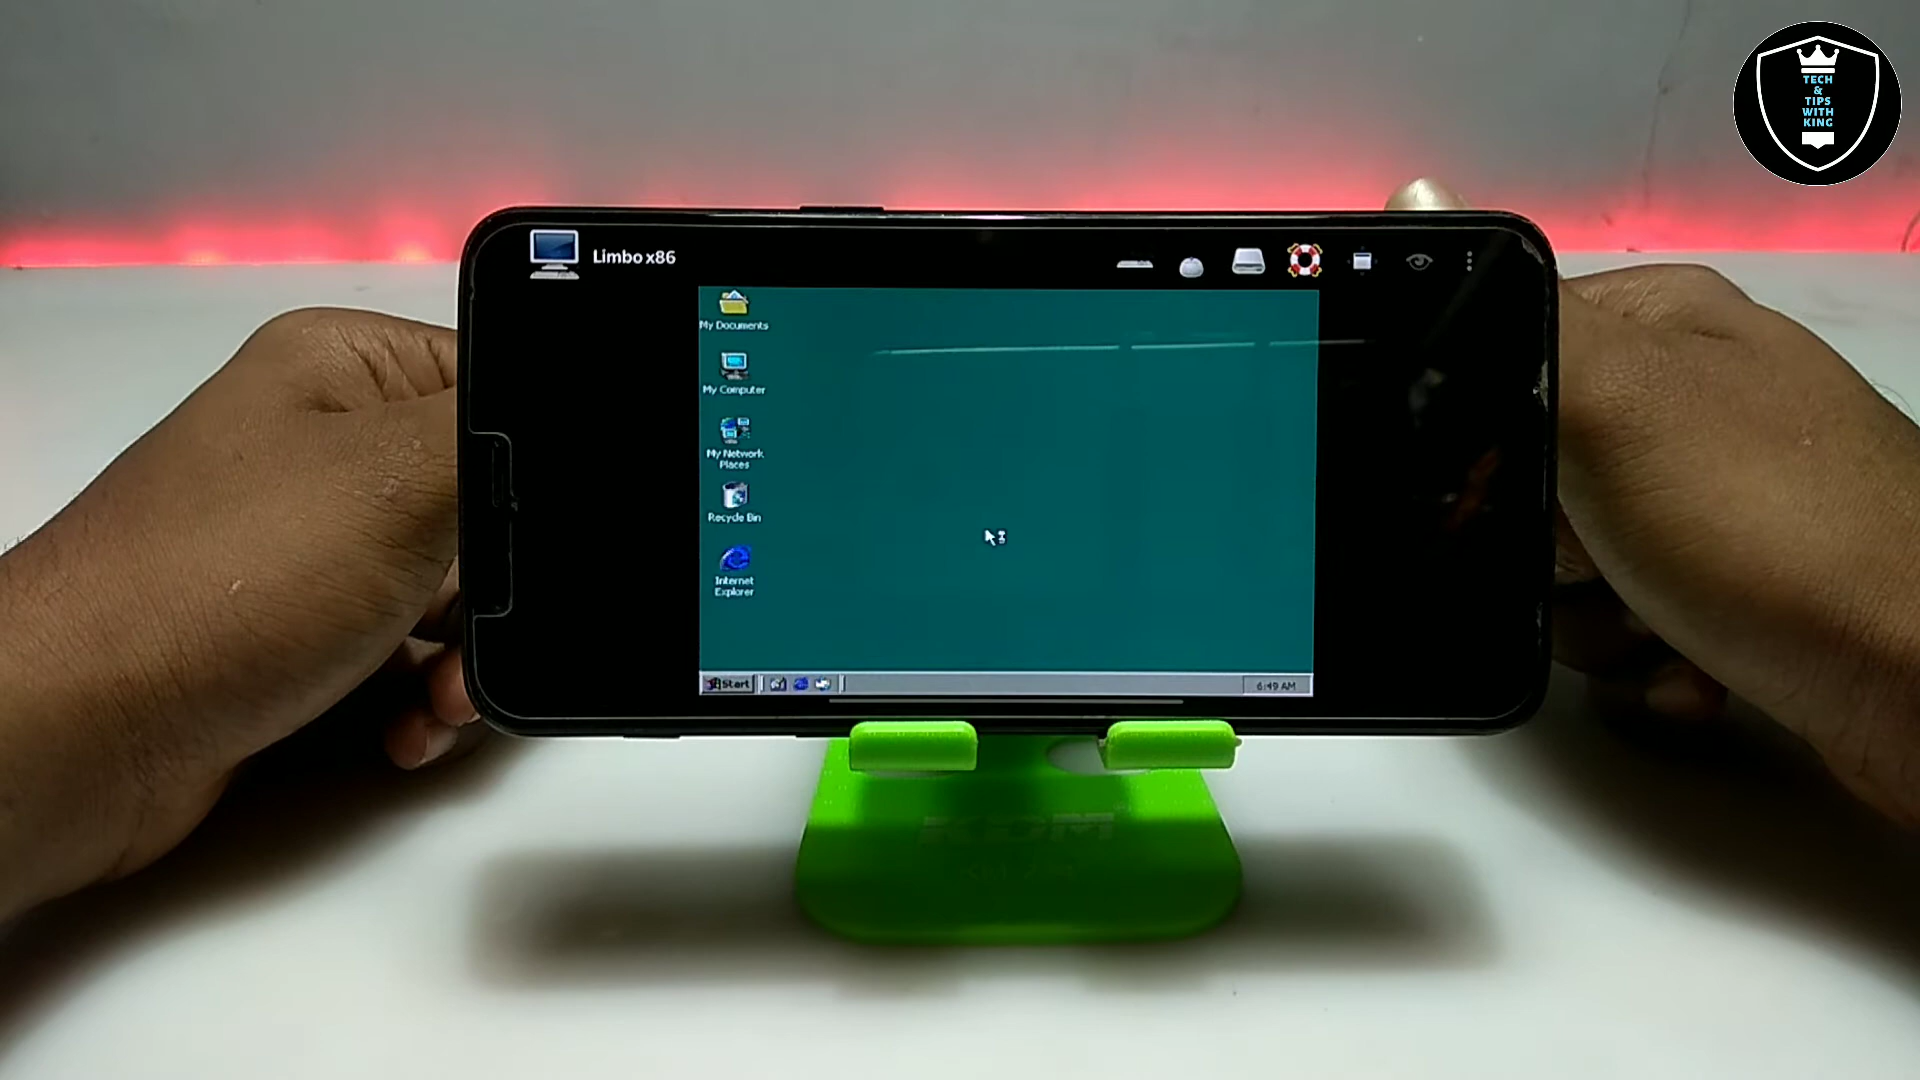 TECH
&
TIPS
WITH
KING
Limbo x86
My Documents
My Computer
My Network
Places
Recycle Bin
Internet
Explorer
Start
6:49 AM